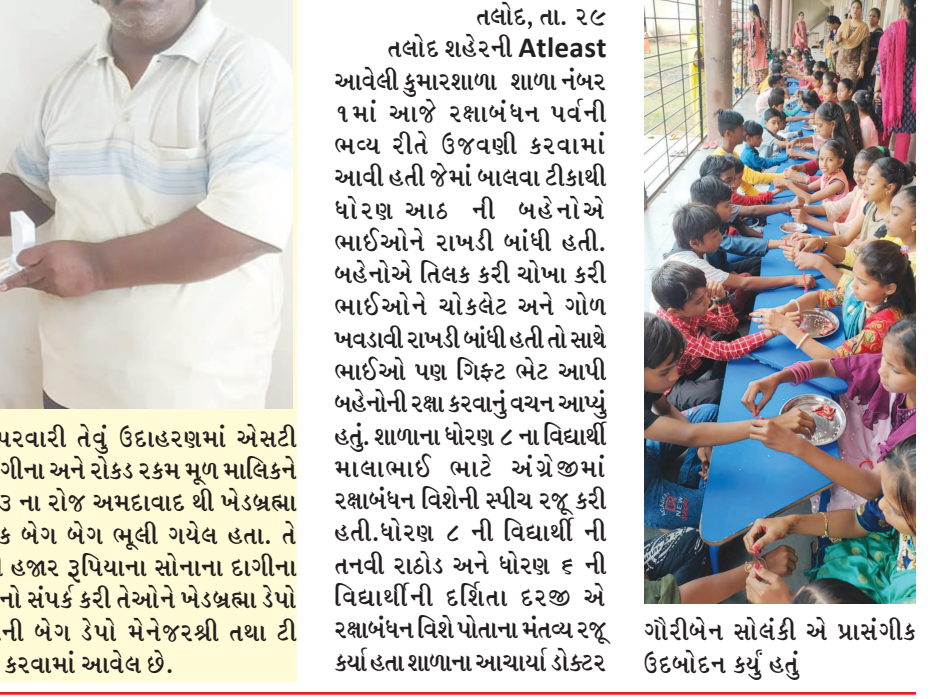 પરવારી તેવું ઉદાહરણમાં એસટી
ગીના અને રોકડ રકમ મૂળ માલિકને
૩ ના રોજ અમદાવાદ થી ખેડબ્રહ્મા
ક બેગ બેગ ભૂલી ગયેલ હતા. તે
હજાર રૂપિયાના સોનાના દાગીના
નો સંપર્ક કરી તેઓને ખેડબ્રહ્મા ડેપો
ની બેગ ડેપો મેનેજરશ્રી તથા ટી
કરવામાં આવેલ છે.
તલોદ, તા. ૨૯
તલોદ શહેરની Atleast
આવેલી કુમારશાળા શાળા નંબર
૧માં આજે રક્ષાબંધન પર્વની
ભવ્ય રીતે ઉજવણી કરવામાં
આવી હતી જેમાં બાલવા ટીકાથી
ધોરણ આઠ ની બહેનોએ
ભાઈઓને રાખડી બાંધી હતી.
બહેનોએ તિલક કરી ચોખા કરી
ભાઈઓને ચોકલેટ અને ગોળ
ખવડાવી રાખડી બાંધી હતી તો સાથે
ભાઈઓ પણ ગિફ્ટ ભેટ આપી
બહેનોની રક્ષા કરવાનું વચન આપ્યું
હતું. શાળાના ધોરણ ૮ ના વિદ્યાર્થી
માલાભાઈ ભાટે અંગ્રેજીમાં
રક્ષાબંધન વિશેની સ્પીચ રજૂ કરી
હતી.ધોરણ ૮ ની વિદ્યાર્થી ની
તનવી રાઠોડ અને ધોરણ ૬ ની
વિદ્યાર્થીની દર્શિતા દરજી એ
રક્ષાબંધન વિશે પોતાના મંતવ્ય રજૂ
કર્યા હતા શાળાના આચાર્યા ડોક્ટર
ગૌરીબેન સોલંકી એ પ્રાસંગીક
ઉદબોદન કર્યું હતું